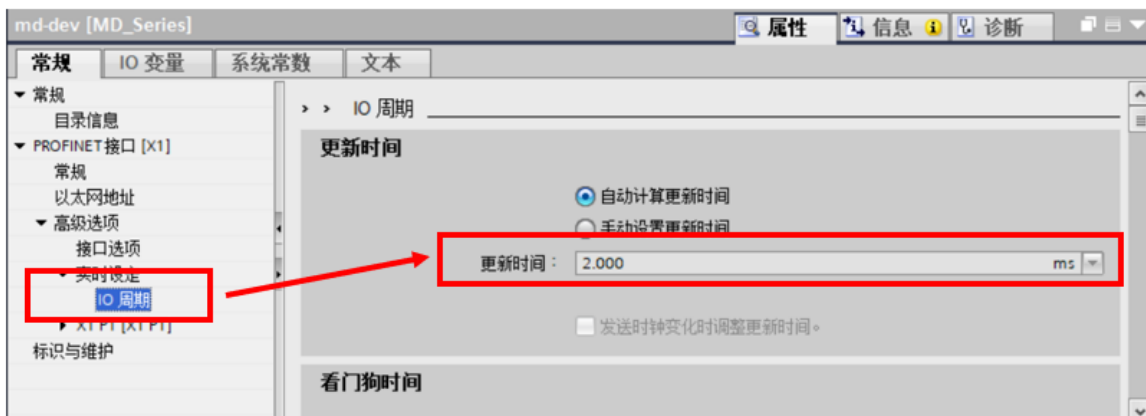 md-dev [MD_Series]
属性
信息
诊断
常规
IO 变量
系统常数
文本
常规
目录信息
PROFINET接口 [X1]
常规
以太网地址
高级选项
接口选项
实时设定
IO 周期
X1 P1 [X1 P1]
标识与维护
> > IO 周期
更新时间
自动计算更新时间
手动设置更新时间
更新时间：
2.000
ms
发送时钟变化时调整更新时间。
看门狗时间